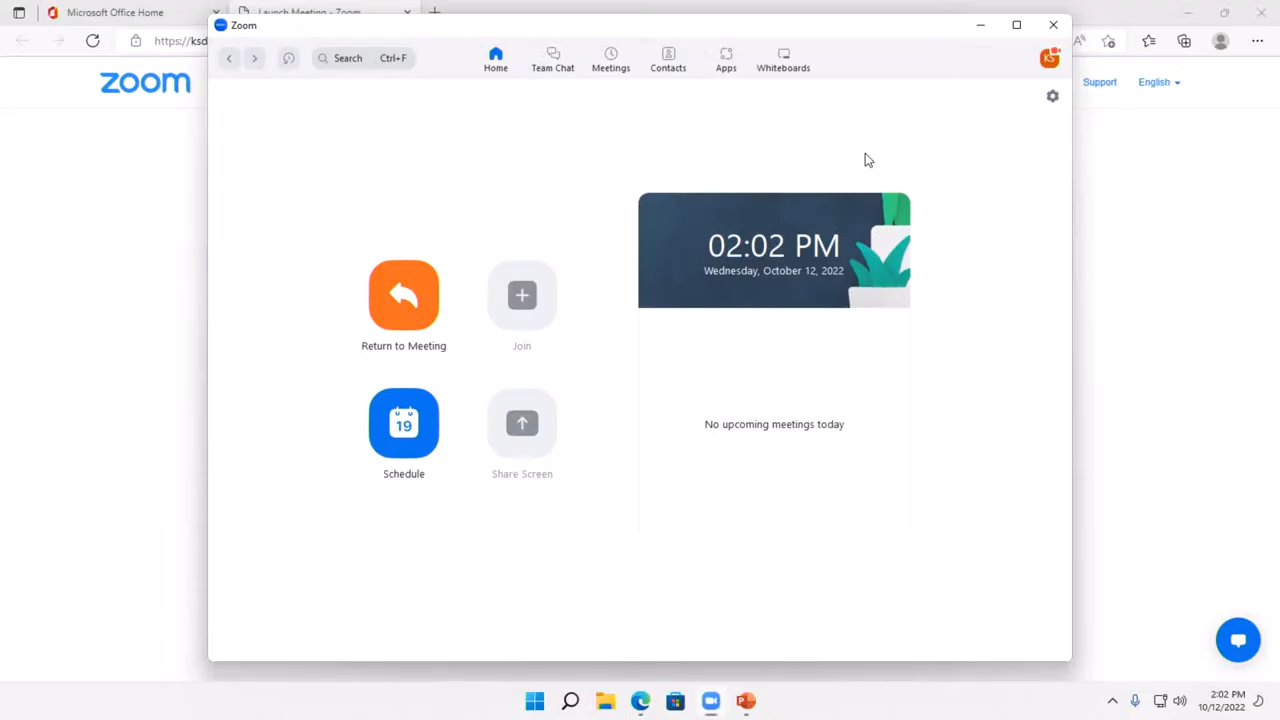 Microsoft Office Home
Launch Meeting - Zoom
Zoom
https://ksd
Search Ctrl+F
Home
Team Chat
Meetings
Contacts
Apps
Whiteboards
KS
zoom
Support
English
02:02 PM
Wednesday, October 12, 2022
Return to Meeting
Join
No upcoming meetings today
19
Schedule
Share Screen
2:02 PM
10/12/2022